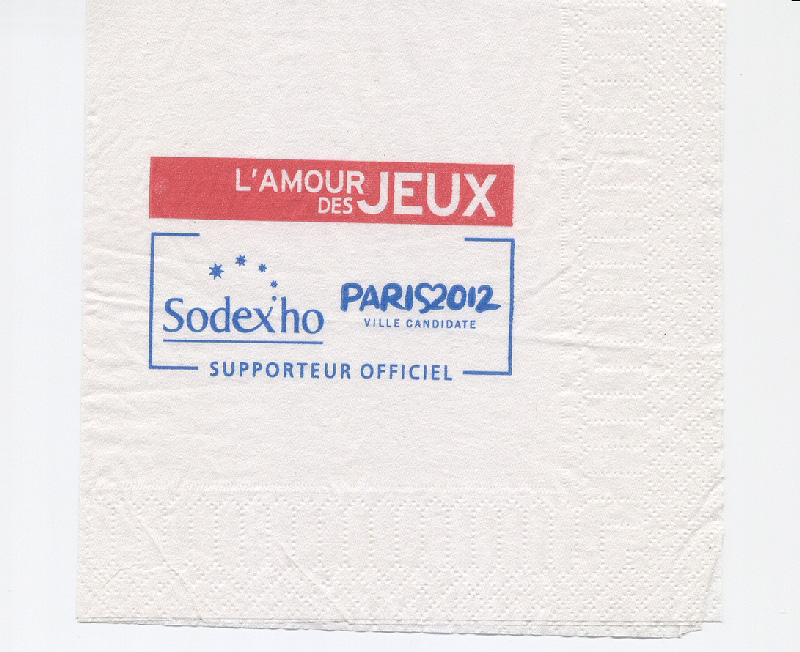 L'AMOUR
DES JEUX
Sodex'ho
PARIS2012
VILLE CANDIDATE
SUPPORTEUR OFFICIEL